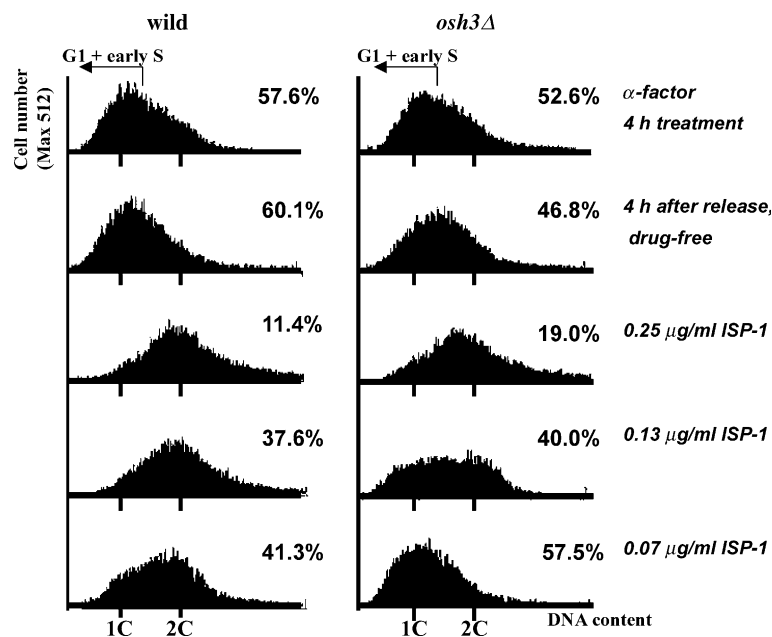 wild osh3Δ
G1 + early S G1 + early S
Cell number
(Max 512)
57.6% 52.6% α-factor
4 h treatment
60.1% 46.8% 4 h after release,
drug-free
11.4% 19.0% 0.25 μg/ml ISP-1
37.6% 40.0% 0.13 μg/ml ISP-1
41.3% 57.5% 0.07 μg/ml ISP-1
1C 2C 1C 2C DNA content